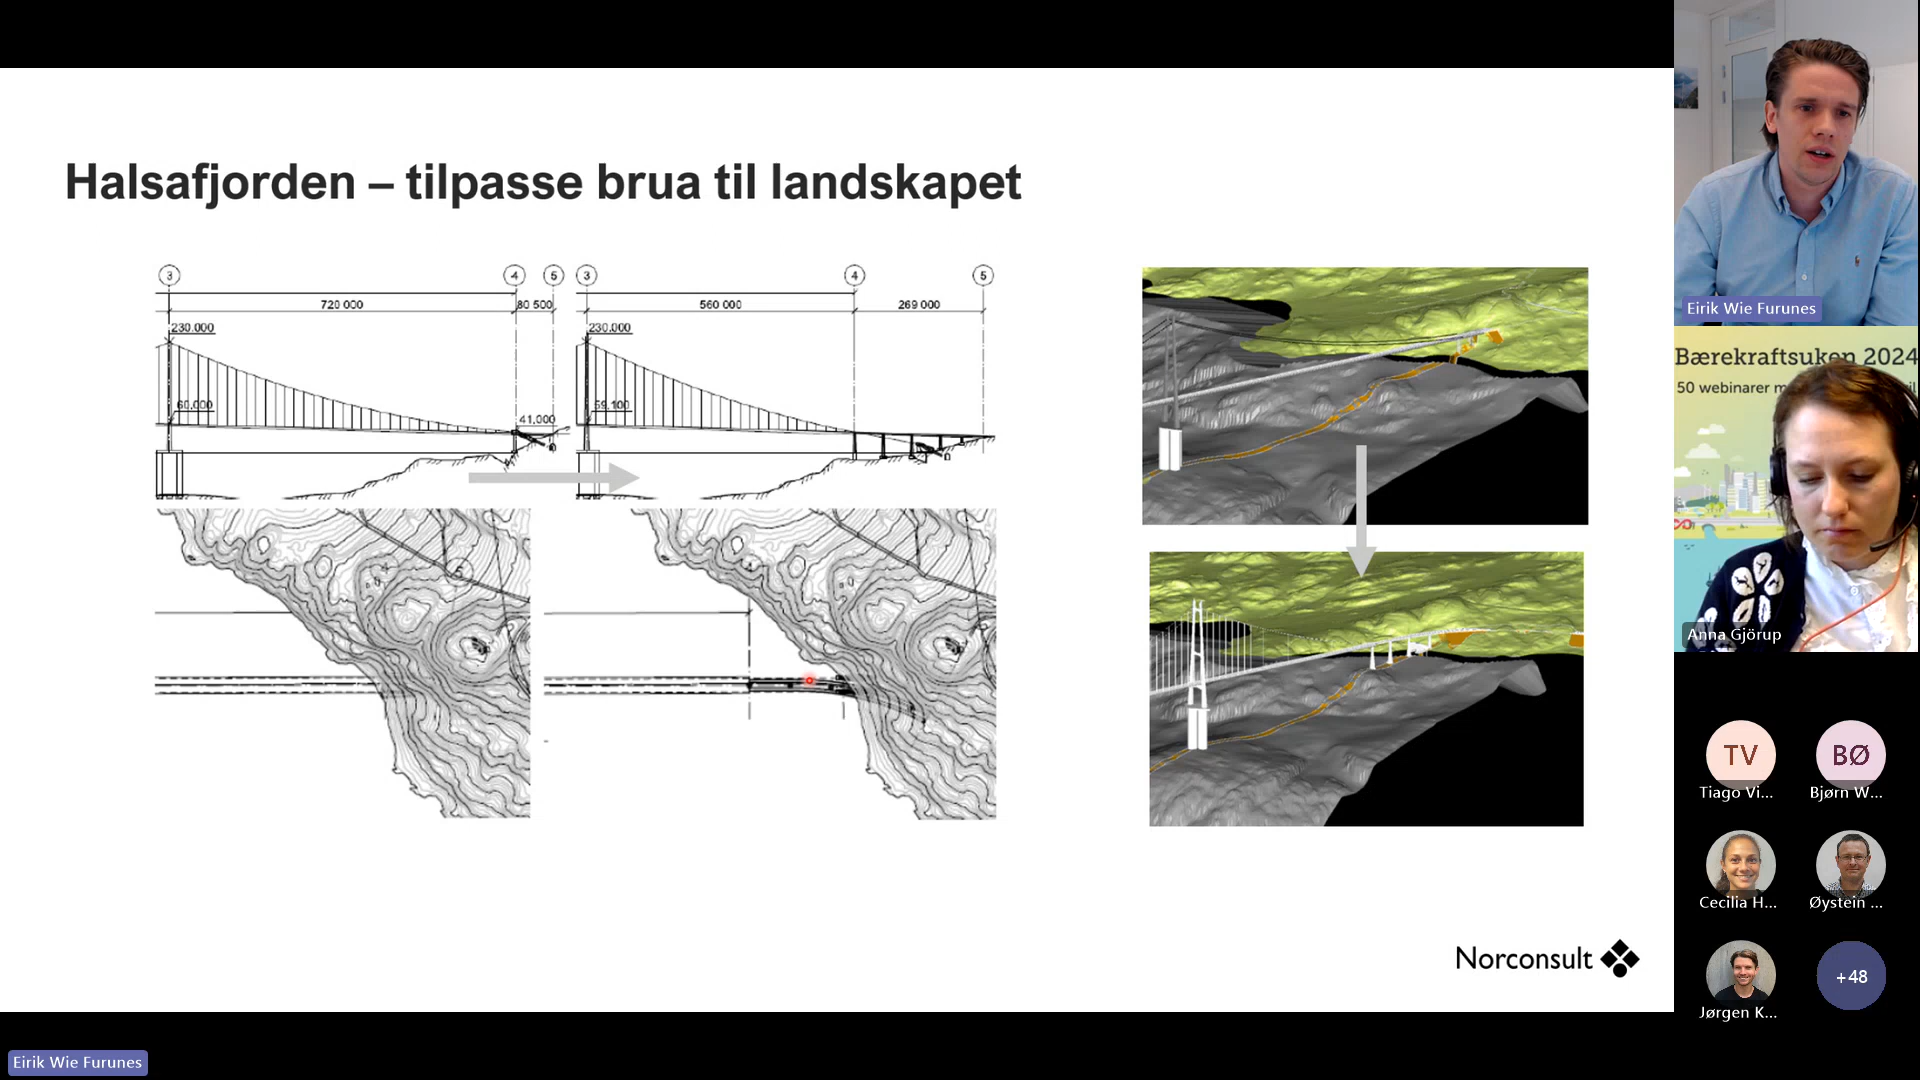 Halsafjorden – tilpasse brua til landskapet
3 4 5
720 000 80 500
230.000
60.000
41.000
3 4 5
560 000 269 000
230.000
59.100
Norconsult
Eirik Wie Furunes
Eirik Wie Furunes
Bærekraftsuken 2024
50 webinarer m
Anna Gjörup
TV BØ
Tiago Vi... Bjørn W...
Cecilia H... Øystein ...
+48
Jørgen K...